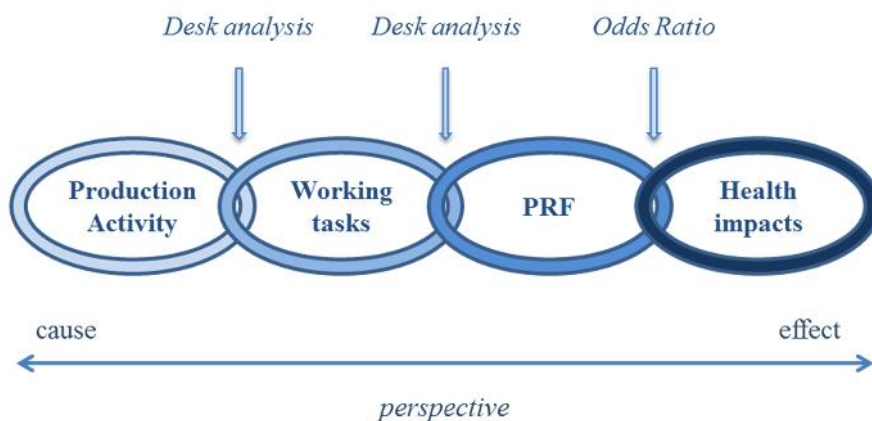 Desk analysis Desk analysis Odds Ratio
Production Activity
Working tasks
PRF
Health impacts
cause effect
perspective